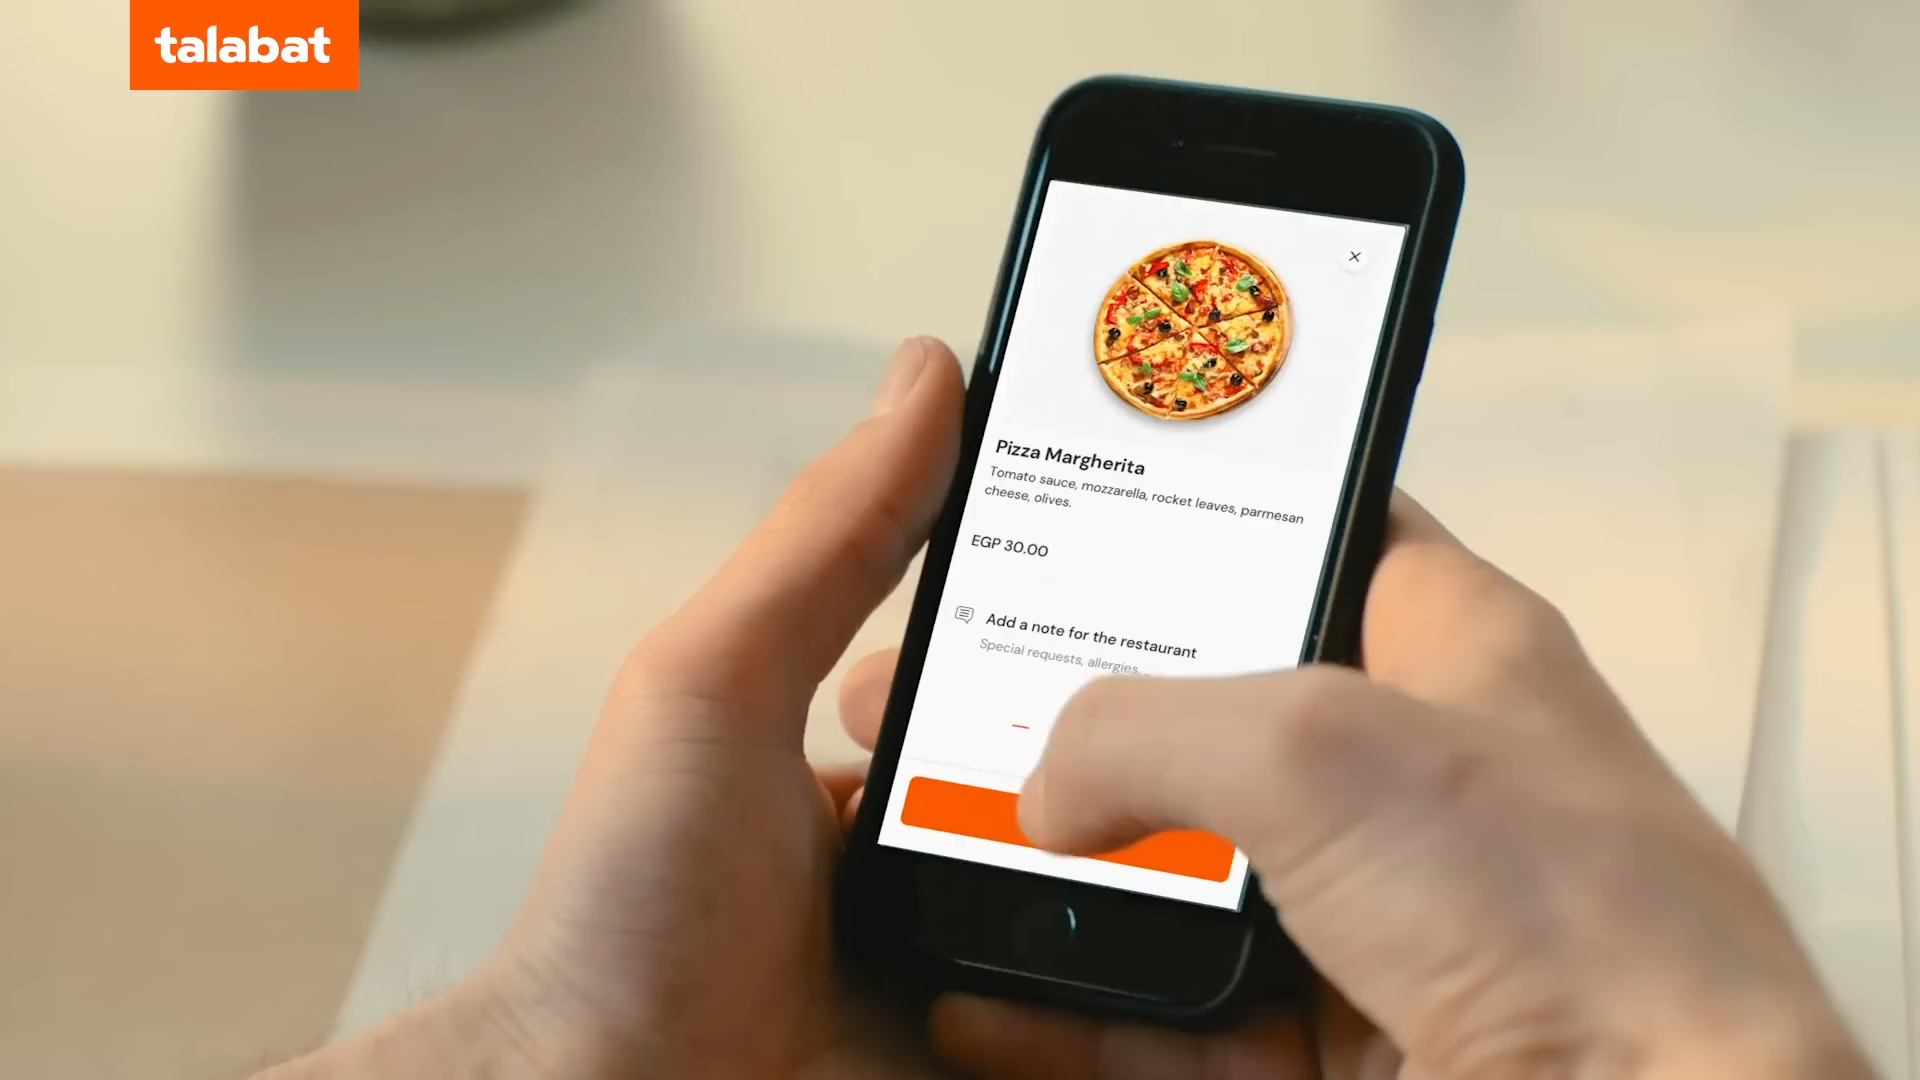 talabat
Pizza Margherita
Tomato sauce, mozzarella, rocket leaves, parmesan
cheese, olives.
EGP 30.00
Add a note for the restaurant
Special requests, allergies,